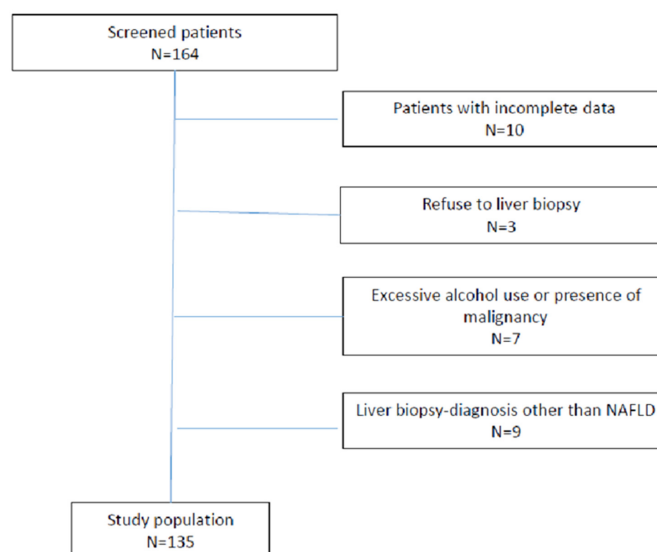 Screened patients
N=164
Patients with incomplete data
N=10
Refuse to liver biopsy
N=3
Excessive alcohol use or presence of
malignancy
N=7
Liver biopsy-diagnosis other than NAFLD
N=9
Study population
N=135